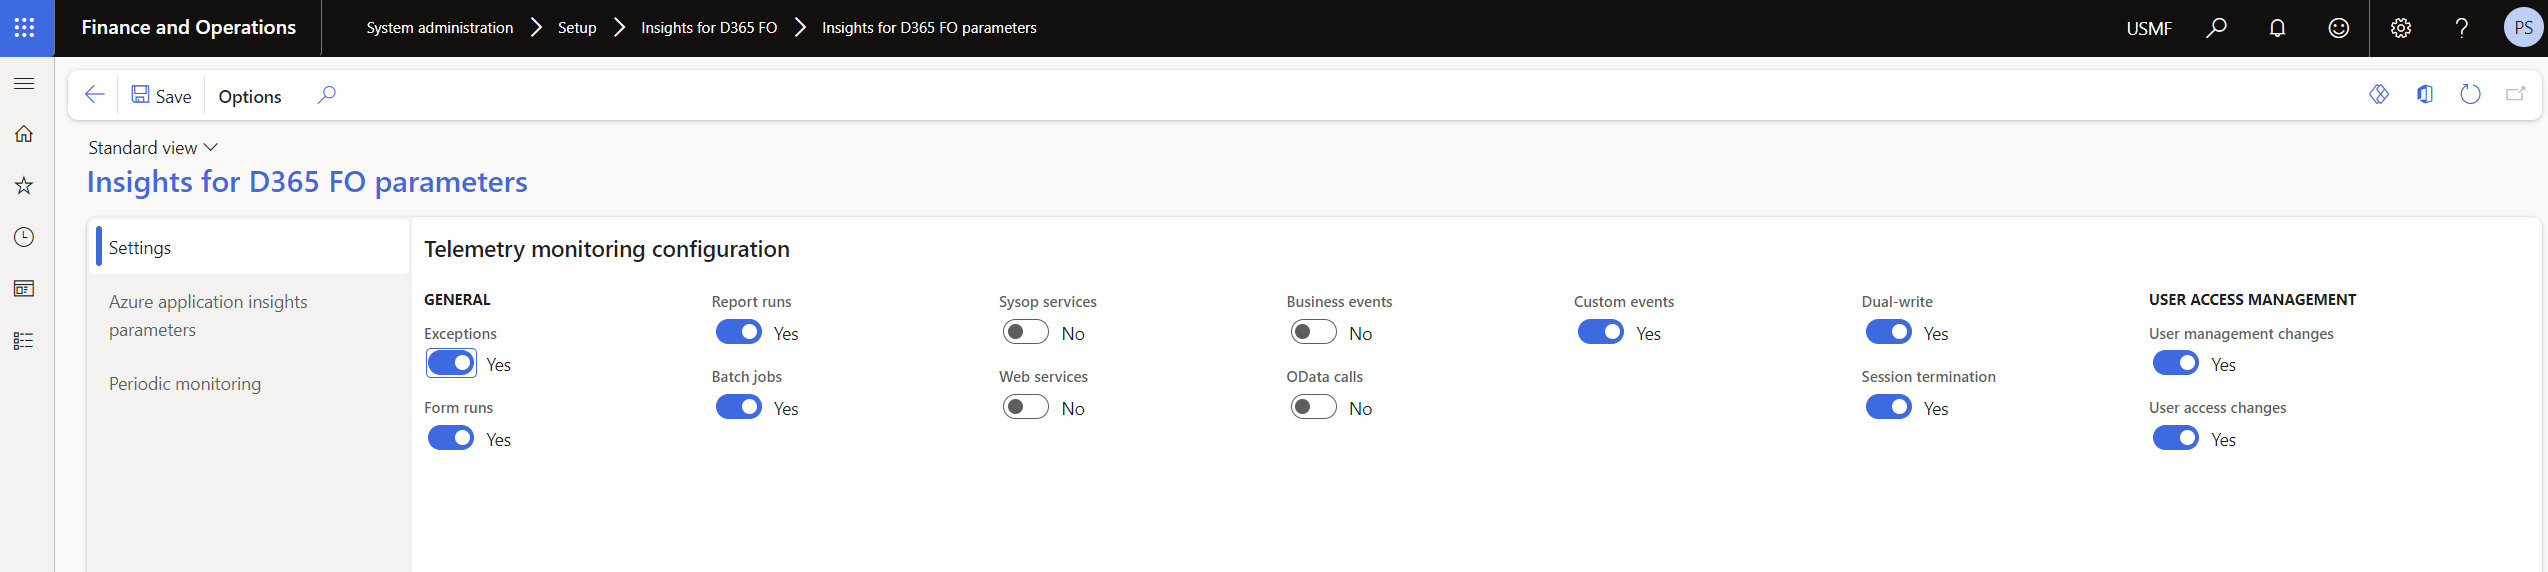 Finance and Operations
System administration
Setup
Insights for D365 FO
Insights for D365 FO parameters
USMF
PS
Save
Options
Standard view
Insights for D365 FO parameters
Settings
Azure application insights
parameters
Periodic monitoring
Telemetry monitoring configuration
GENERAL
Exceptions
Yes
Form runs
Yes
Report runs
Yes
Batch jobs
Yes
Sysop services
No
Web services
No
Business events
No
OData calls
No
Custom events
Yes
Dual-write
Yes
Session termination
Yes
USER ACCESS MANAGEMENT
User management changes
Yes
User access changes
Yes